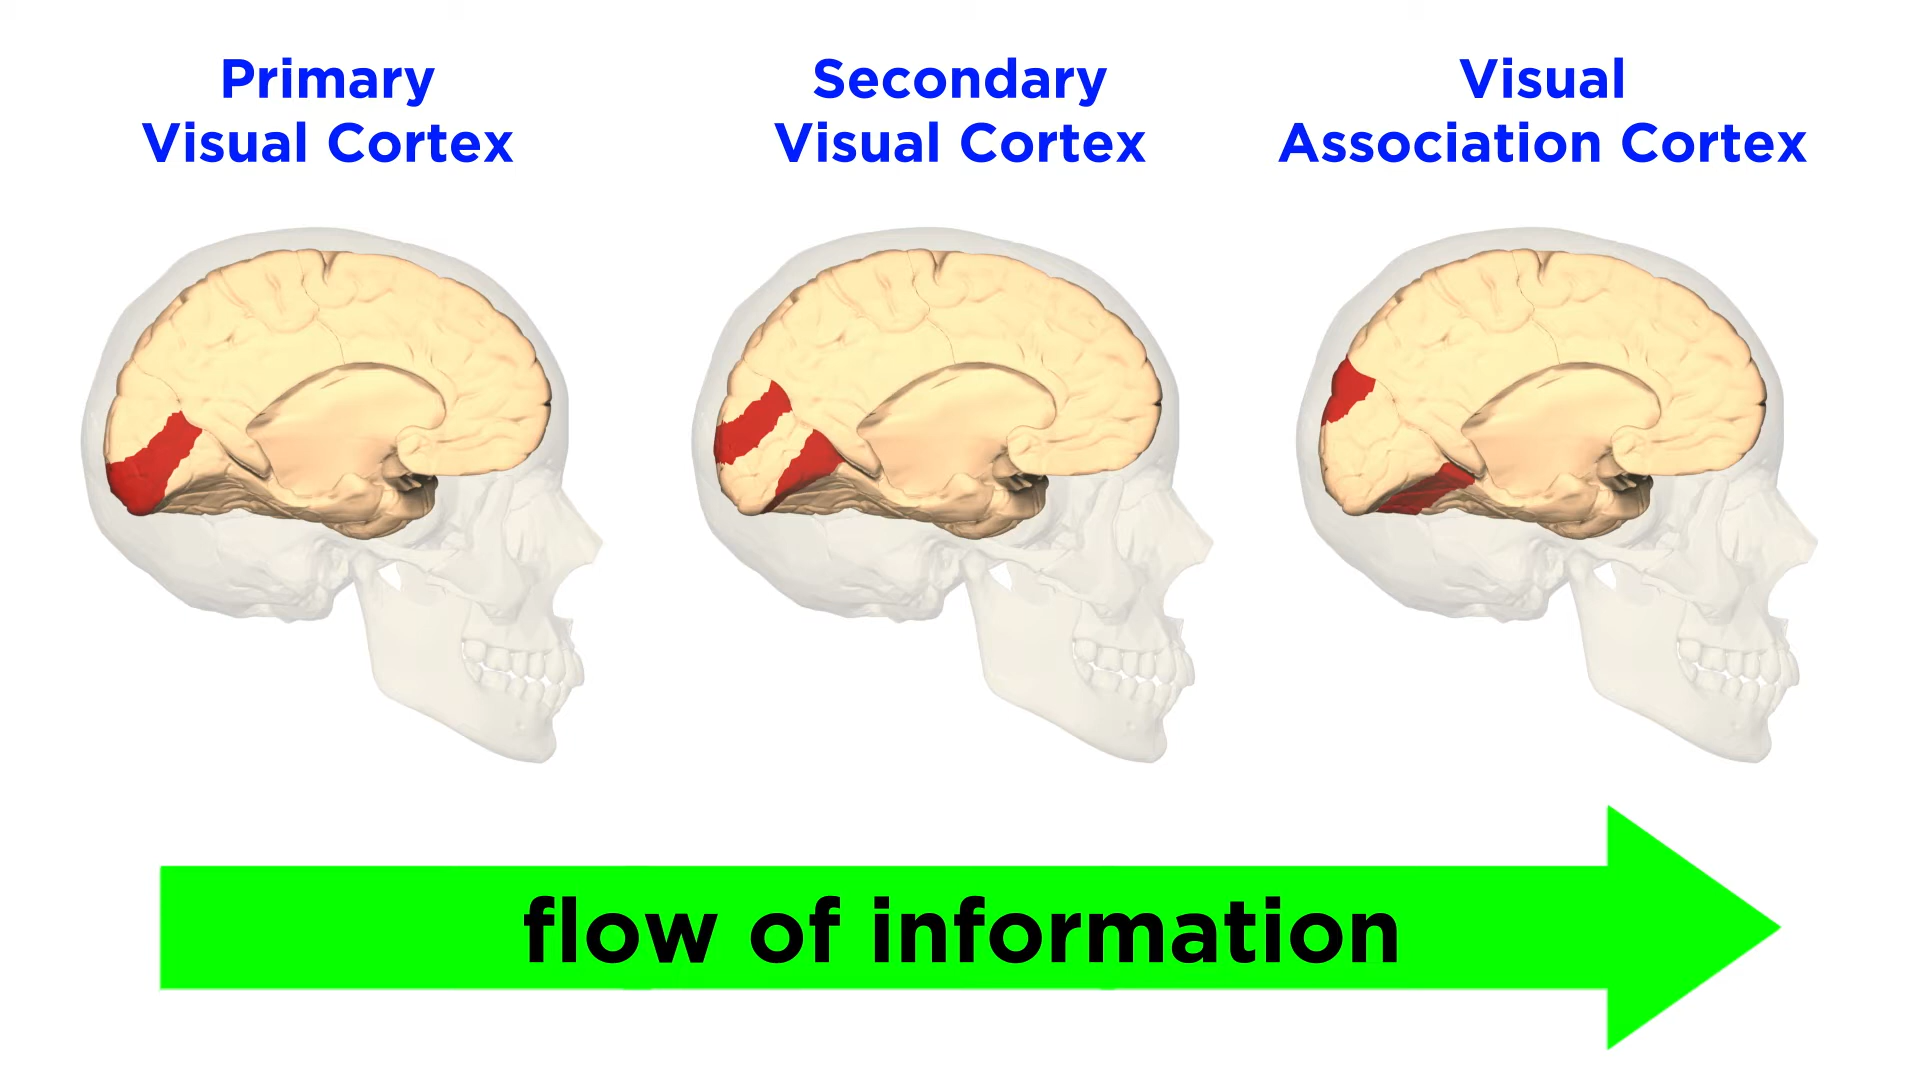 Primary
Visual Cortex
Secondary
Visual Cortex
Visual
Association Cortex
flow of information